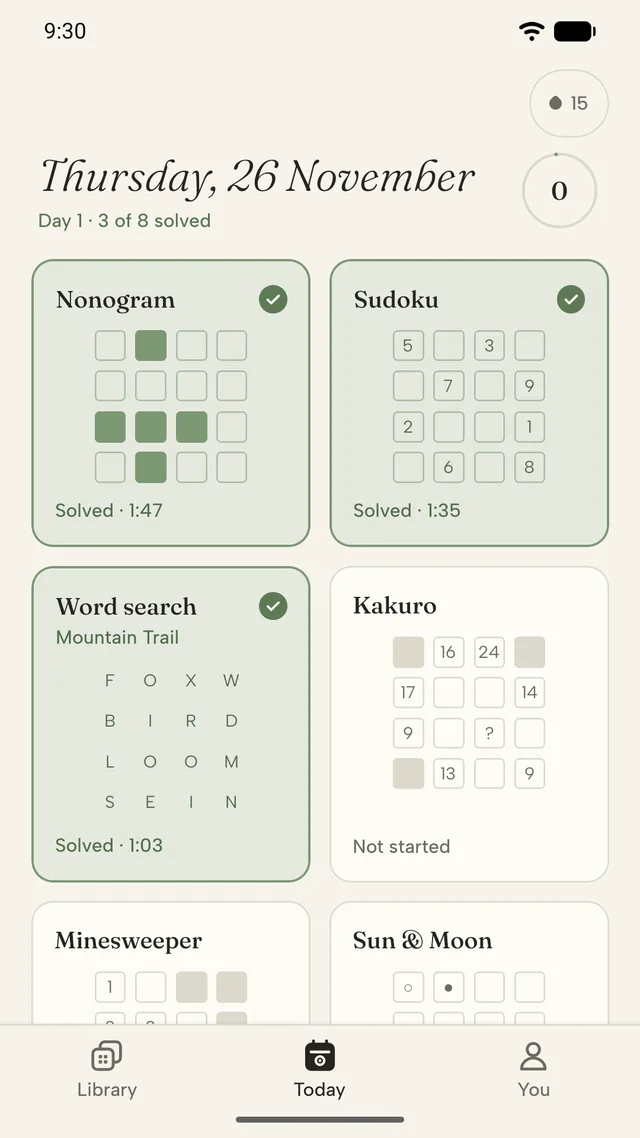 9:30
15
Thursday, 26 November
0
Day 1 · 3 of 8 solved
Nonogram
Solved · 1:47
Sudoku
5 3
7 9
2 1
6 8
Solved · 1:35
Word search
Mountain Trail
F O X W
B I R D
L O O M
S E I N
Solved · 1:03
Kakuro
16 24
17 14
9 ?
13 9
Not started
Minesweeper
1
Sun & Moon
Library
Today
You